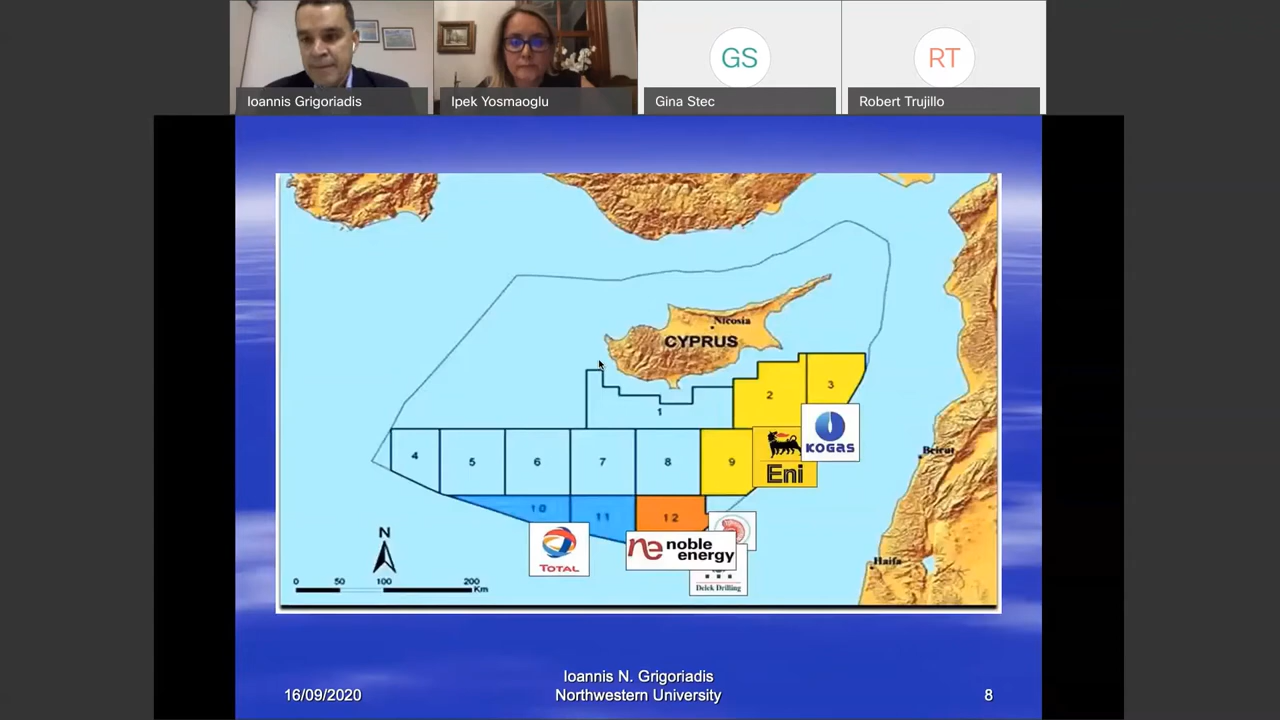 GS
RT
Ioannis Grigoriadis
Ipek Yosmaoglu
Gina Stec
Robert Trujillo
Nicosia
CYPRUS
1
2
3
KOGAS
4
5
6
7
8
9
Eni
Beirut
10
11
12
TOTAL
ne noble
energy
Delek Drilling
Haifa
N
0 50 100 200
Km
Ioannis N. Grigoriadis
16/09/2020 Northwestern University 8